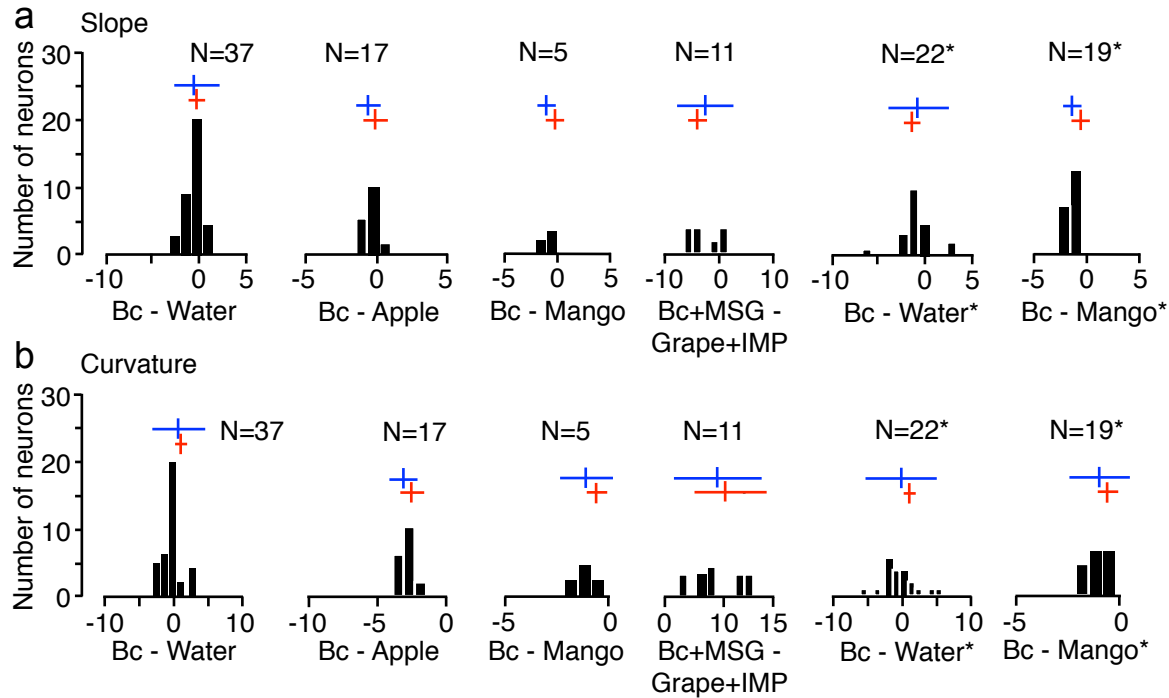 a
Slope
N=37 N=17 N=5 N=11 N=22* N=19*
Number of neurons
30
20
10
0
-10 0 5 -5 0 5 -5 0 5 -10 0 10 -10 0 5 -5 0 5
Bc - Water Bc - Apple Bc - Mango Bc+MSG - Bc - Water* Bc - Mango*
Grape+IMP
b
Curvature
N=37 N=17 N=5 N=11 N=22* N=19*
Number of neurons
30
20
10
0
-10 0 10 -10 -5 0 -5 0 0 10 15 -10 0 10 -5 0
Bc - Water Bc - Apple Bc - Mango Bc+MSG - Bc - Water* Bc - Mango*
Grape+IMP